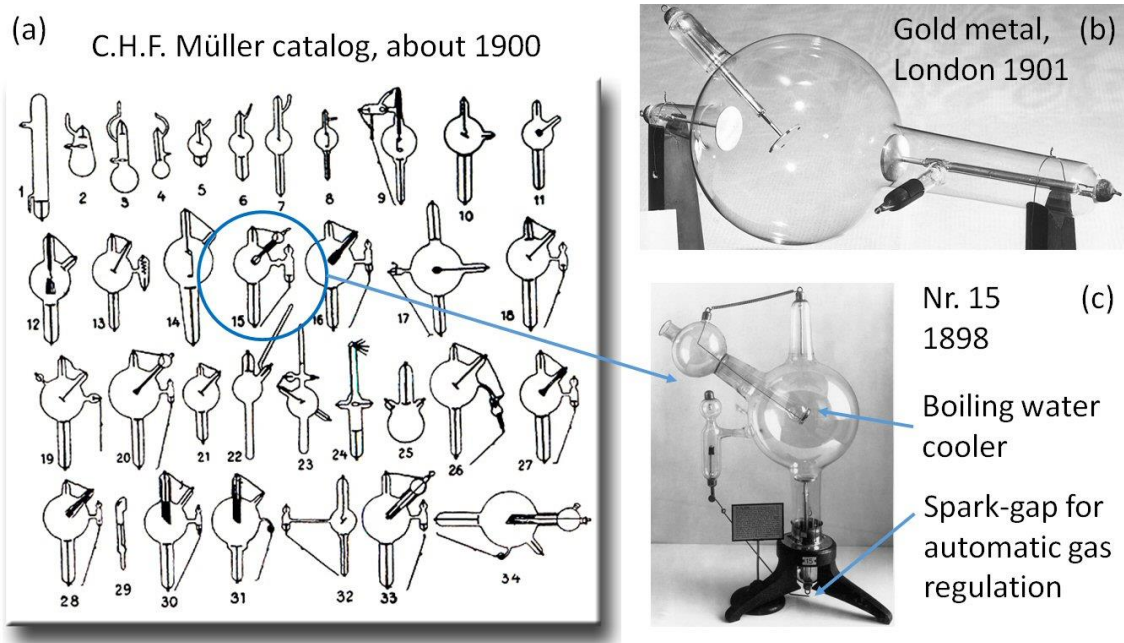 (a)
C.H.F. Müller catalog, about 1900
1 2 3 4 5 6 7 8 9 10 11
12 13 14 15 16 17 18
19 20 21 22 23 24 25 26 27
28 29 30 31 32 33 34
Gold metal, (b)
London 1901
Nr. 15 (c)
1898
Boiling water
cooler
Spark-gap for
automatic gas
regulation